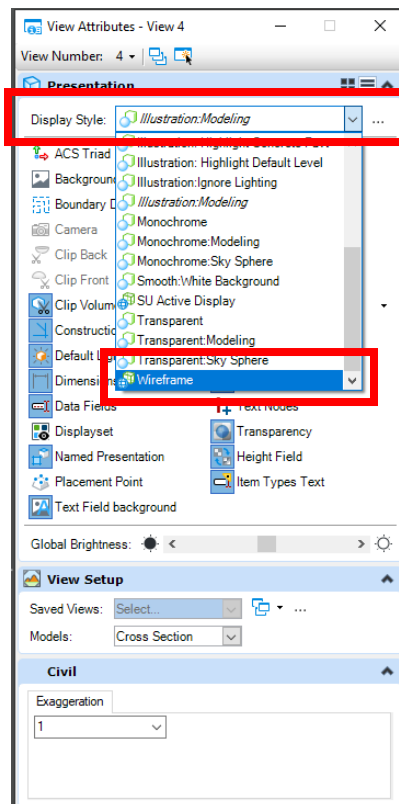 View Attributes - View 4
View Number: 4
Presentation
Display Style: Illustration:Modeling ...
Illustration: Highlight Default Level
Illustration:Ignore Lighting
Illustration:Modeling
Monochrome
Monochrome:Modeling
Monochrome:Sky Sphere
Smooth:White Background
SU Active Display
Transparent
Transparent:Modeling
Transparent:Sky Sphere
Wireframe
ACS Triad
Camera
Clip Back
Clip Front
Data Fields Text Nodes
Displayset Transparency
Named Presentation Height Field
Placement Point Item Types Text
Text Field background
Global Brightness:
View Setup
Saved Views: Select... ...
Models: Cross Section
Civil
Exaggeration
1